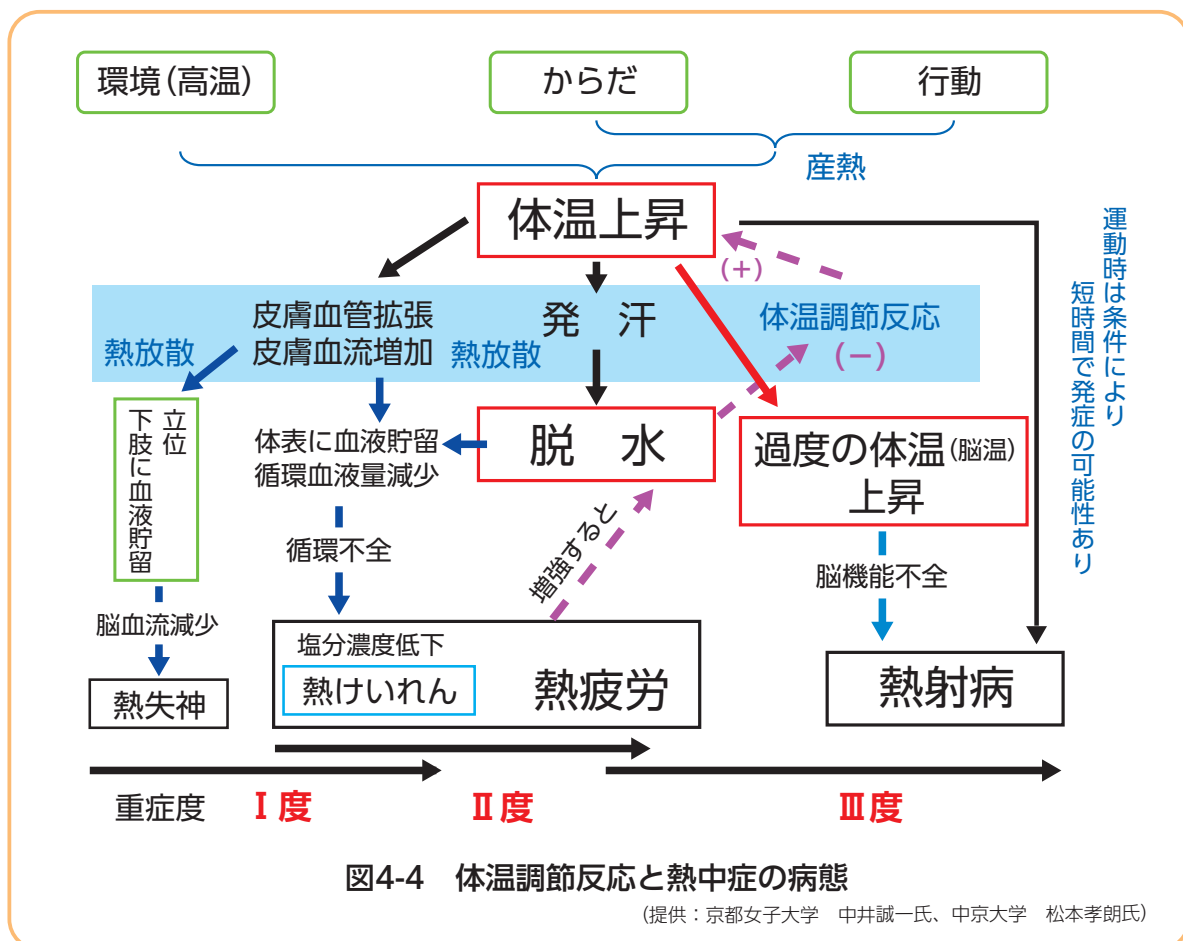 環境(高温)
からだ
行動
産熱
体温上昇
(+)
運動時は条件により
短時間で発症の可能性あり
皮膚血管拡張
皮膚血流増加
熱放散
発 汗
熱放散
体温調節反応
(−)
立位
下肢に血液貯留
体表に血液貯留
循環血液量減少
脱 水
過度の体温(脳温)
上昇
循環不全
増強すると
脳機能不全
脳血流減少
塩分濃度低下
熱けいれん
熱疲労
熱射病
熱失神
重症度
Ⅰ度
Ⅱ度
Ⅲ度
図4-4 体温調節反応と熱中症の病態
(提供:京都女子大学 中井誠一氏、中京大学 松本孝朗氏)